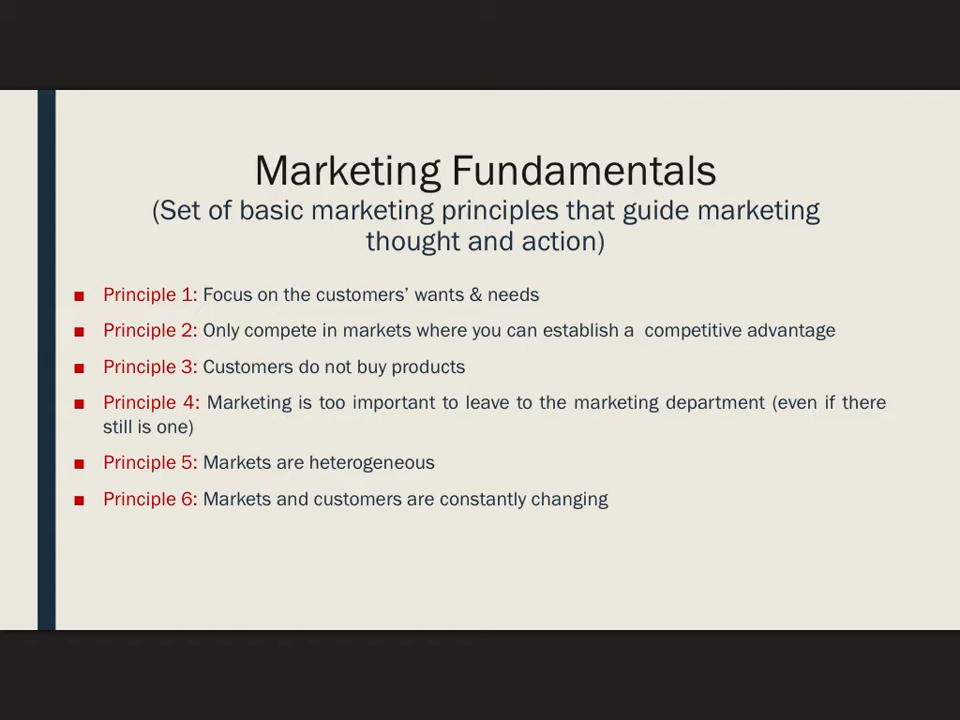 Marketing Fundamentals
(Set of basic marketing principles that guide marketing
thought and action)
■ Principle 1: Focus on the customers’ wants & needs
■ Principle 2: Only compete in markets where you can establish a  competitive advantage
■ Principle 3: Customers do not buy products
■ Principle 4: Marketing is too important to leave to the marketing department (even if there
still is one)
■ Principle 5: Markets are heterogeneous
■ Principle 6: Markets and customers are constantly changing